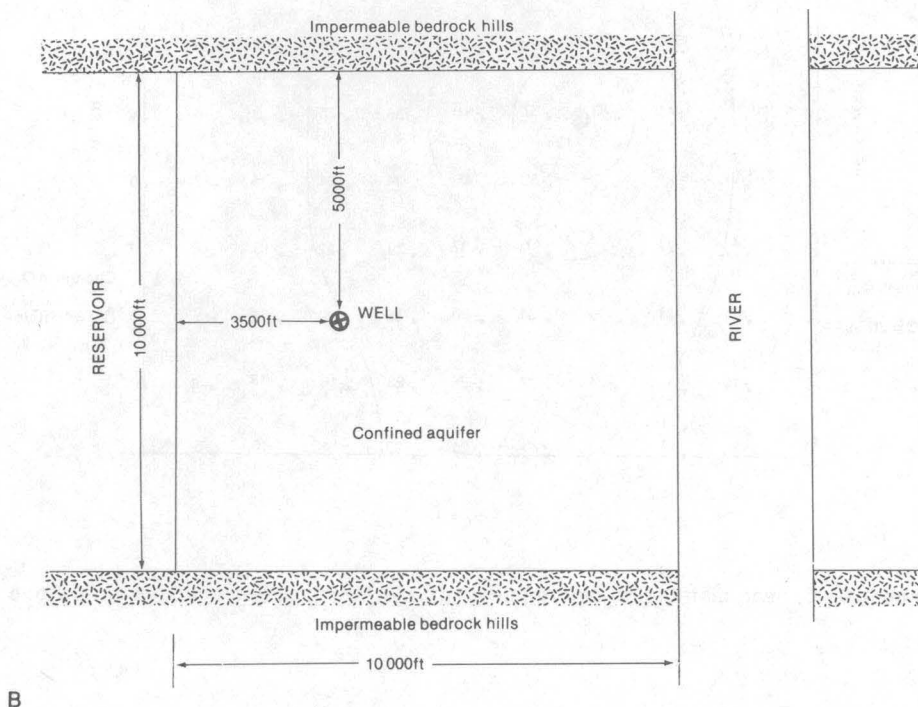 Impermeable bedrock hills
5000ft
RESERVOIR
10 000ft
3500ft
WELL
RIVER
Confined aquifer
Impermeable bedrock hills
10 000ft
B